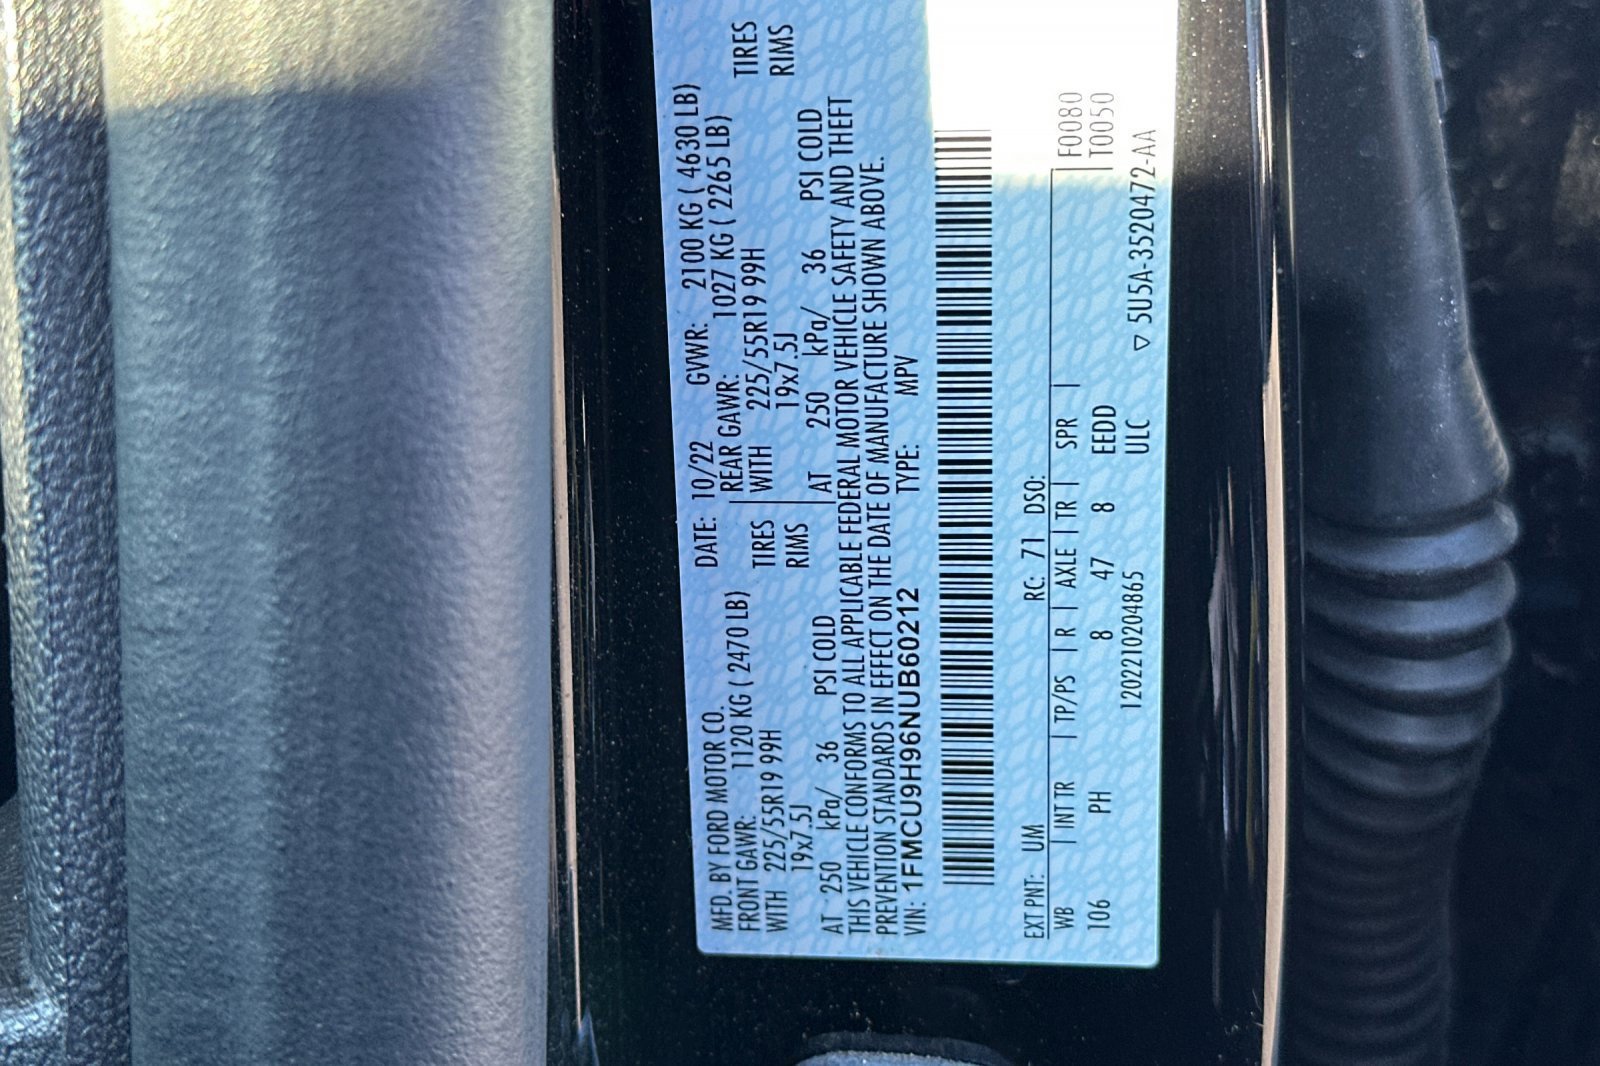 MFD. BY FORD MOTOR CO. DATE: 10/22 GVWR: 2100 KG ( 4630 LB)
FRONT GAWR: 1120 KG ( 2470 LB) REAR GAWR: 1027 KG ( 2265 LB)
WITH 225/55R19 99H TIRES WITH 225/55R19 99H TIRES
19x7.5J RIMS 19x7.5J RIMS
AT 250 kPa/ 36 PSI COLD AT 250 kPa/ 36 PSI COLD
THIS VEHICLE CONFORMS TO ALL APPLICABLE FEDERAL MOTOR VEHICLE SAFETY AND THEFT
PREVENTION STANDARDS IN EFFECT ON THE DATE OF MANUFACTURE SHOWN ABOVE.
VIN: 1FMCU9H96NUB60212 TYPE: MPV
EXT PNT: UM RC: 71 DSO:
WB | INT TR | TP/PS | R | AXLE | TR | SPR | F0080
106 PH 8 47 8 EEDD T0050
1202210204865 ULC ▽ 5U5A-3520472-AA